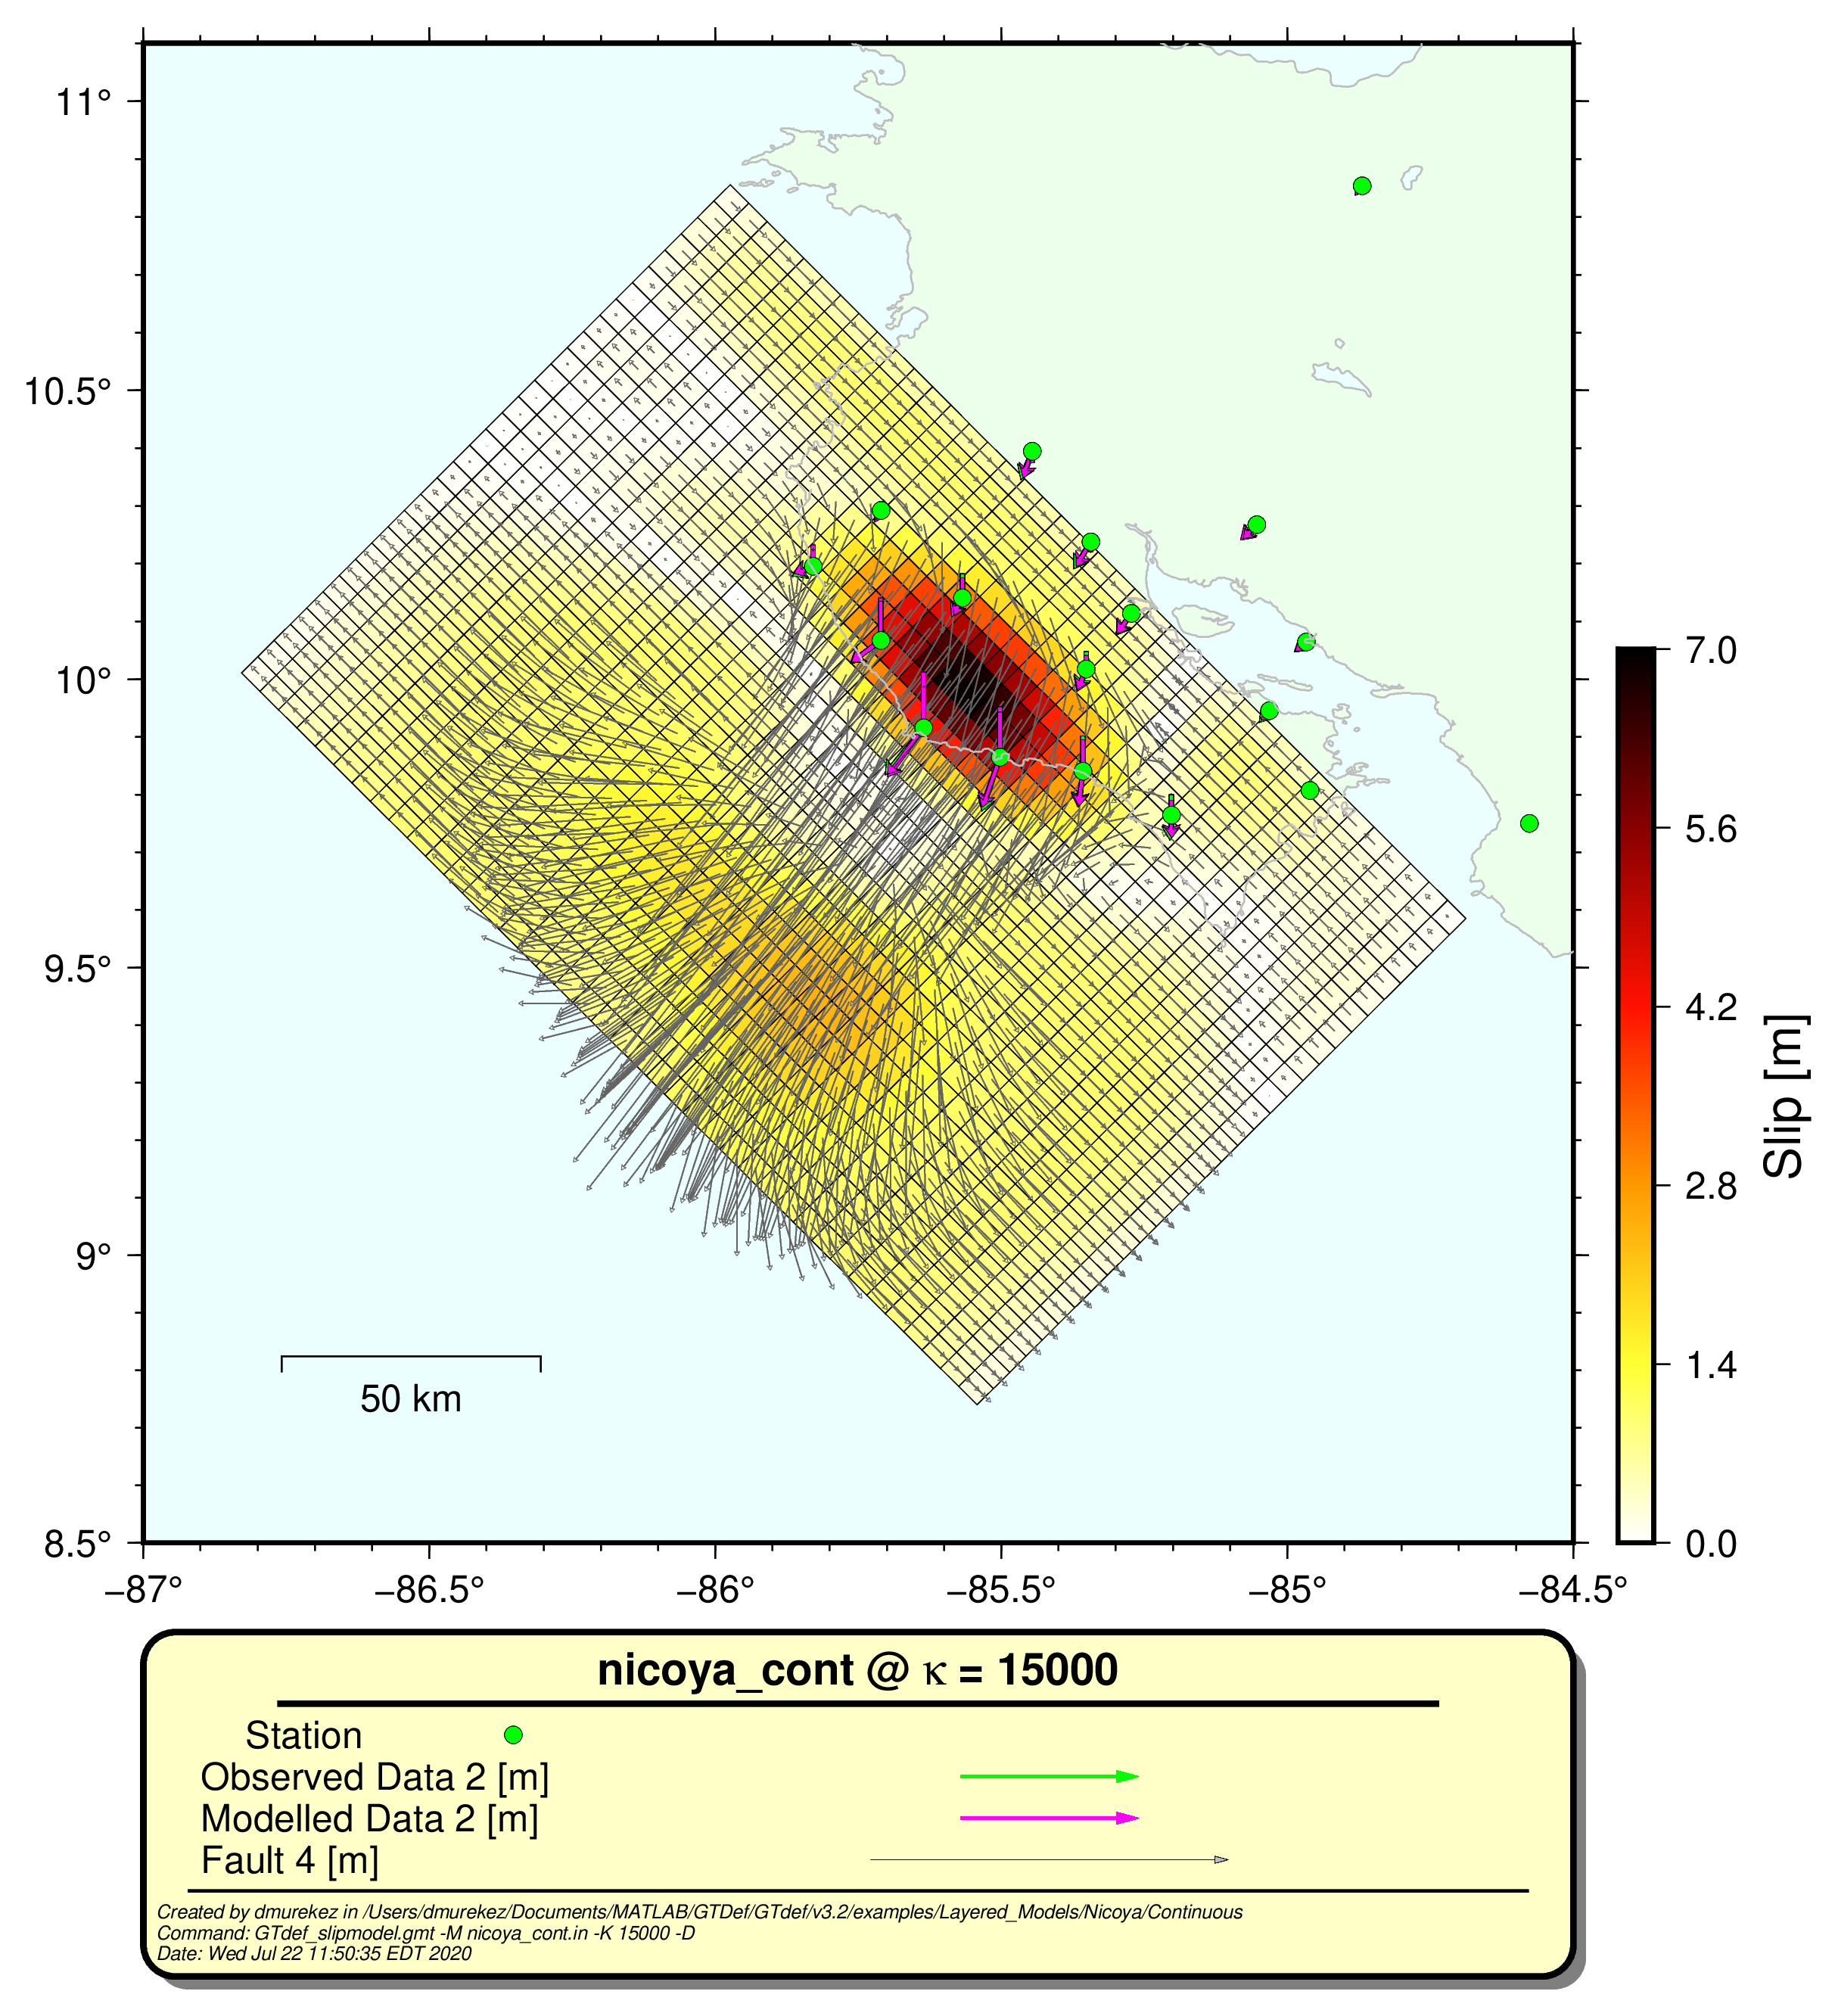 11°
10.5°
10°
9.5°
9°
8.5°
−87°
−86.5°
−86°
−85.5°
−85°
−84.5°
50 km
7.0
5.6
4.2
2.8
1.4
0.0
Slip [m]
nicoya_cont @ κ = 15000
Station
Observed Data 2 [m]
Modelled Data 2 [m]
Fault 4 [m]
Created by dmurekez in /Users/dmurekez/Documents/MATLAB/GTDef/GTdef/v3.2/examples/Layered_Models/Nicoya/Continuous
Command: GTdef_slipmodel.gmt -M nicoya_cont.in -K 15000 -D
Date: Wed Jul 22 11:50:35 EDT 2020